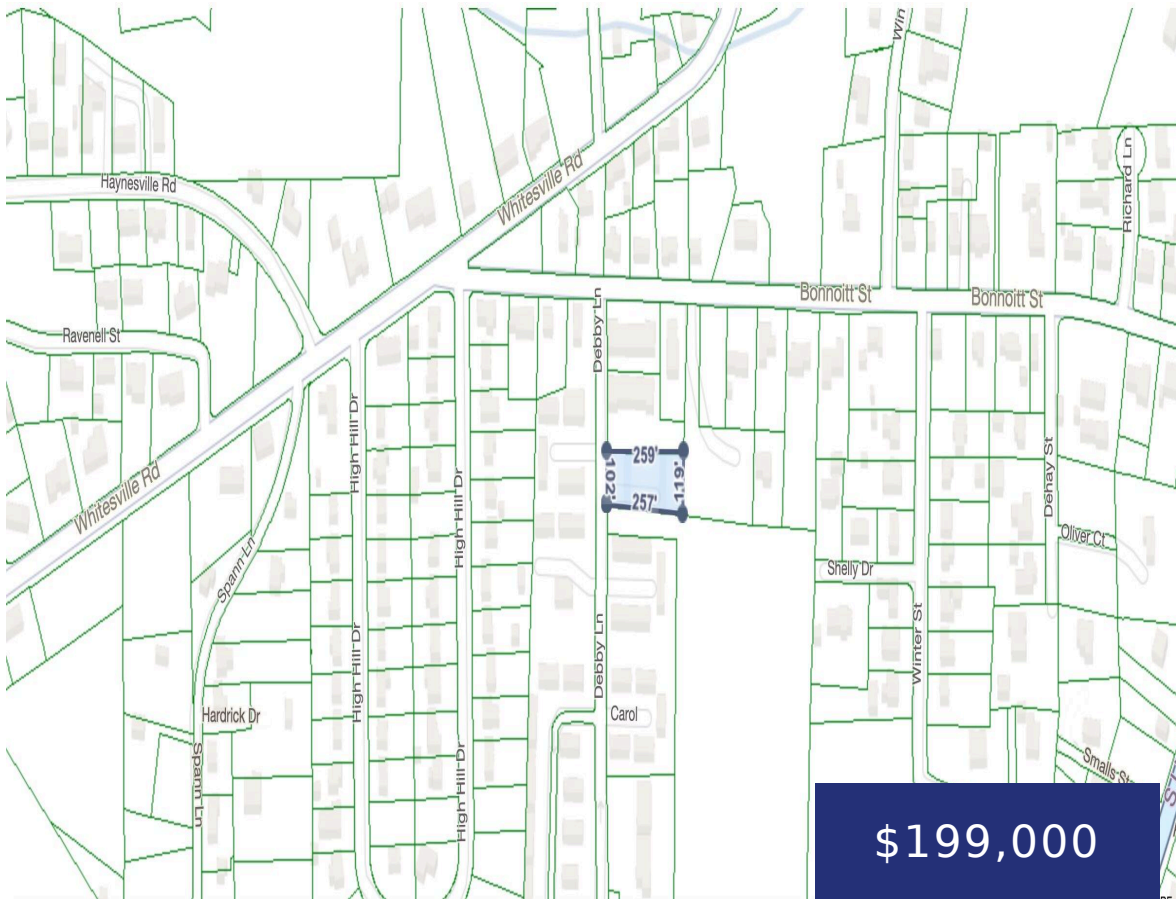 Win
Haynesville Rd
Whitesville Rd
Richard Ln
Bonnoitt St
Bonnoitt St
Debby Ln
Ravenell St
High Hill Dr
High Hill Dr
259'
102'
119'
257'
Dehay St
Whitesville Rd
Spann Ln
Oliver Ct
Shelly Dr
Winter St
High Hill Dr
Debby Ln
Hardrick Dr
Carol
Spann Ln
High Hill Dr
Smalls St
$199,000